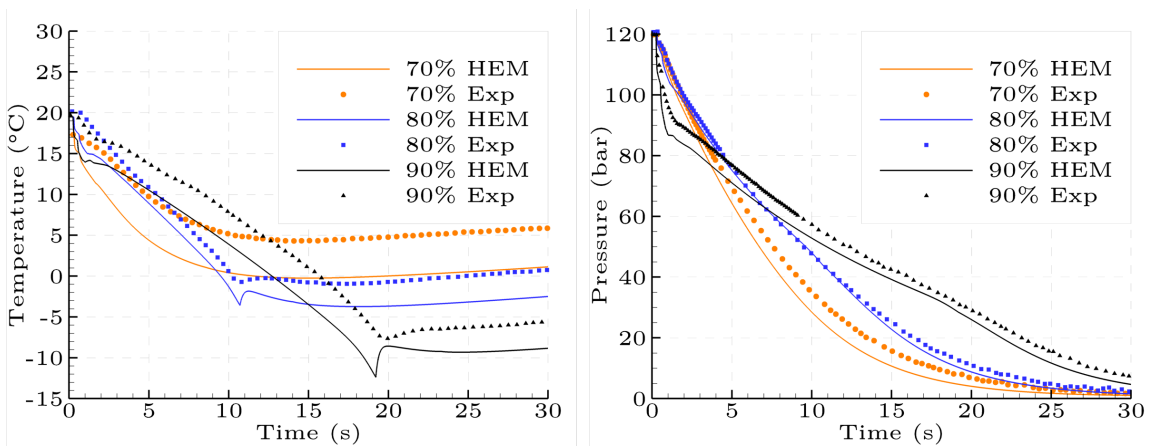 Temperature (°C)
30
25
20
15
10
5
0
-5
-10
-15
0 5 10 15 20 25 30
Time (s)
70% HEM
70% Exp
80% HEM
80% Exp
90% HEM
90% Exp
Pressure (bar)
120
100
80
60
40
20
0
0 5 10 15 20 25 30
Time (s)
70% HEM
70% Exp
80% HEM
80% Exp
90% HEM
90% Exp